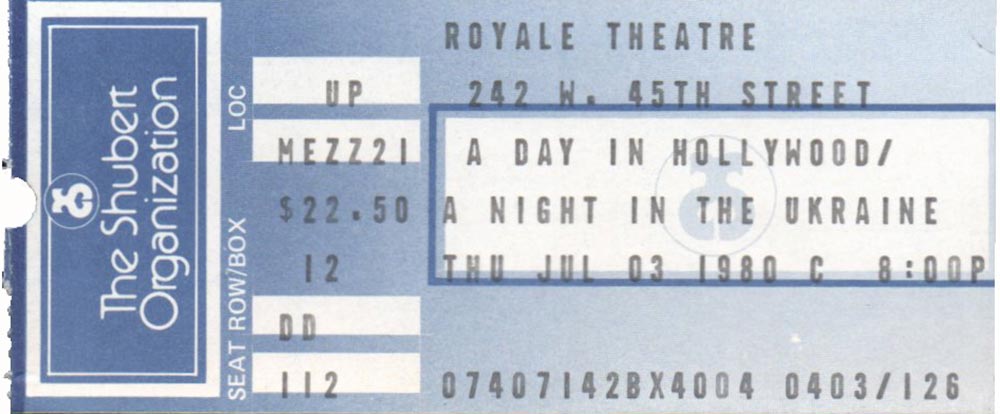 The Shubert
Organization
LOC
SEAT ROW/BOX
UP
MEZZ21
$22.50
12
DD
112
ROYALE THEATRE
242 W. 45TH STREET
A DAY IN HOLLYWOOD/
A NIGHT IN THE UKRAINE
THU JUL 03 1980 C 8:00P
07407142BX4004 0403/126